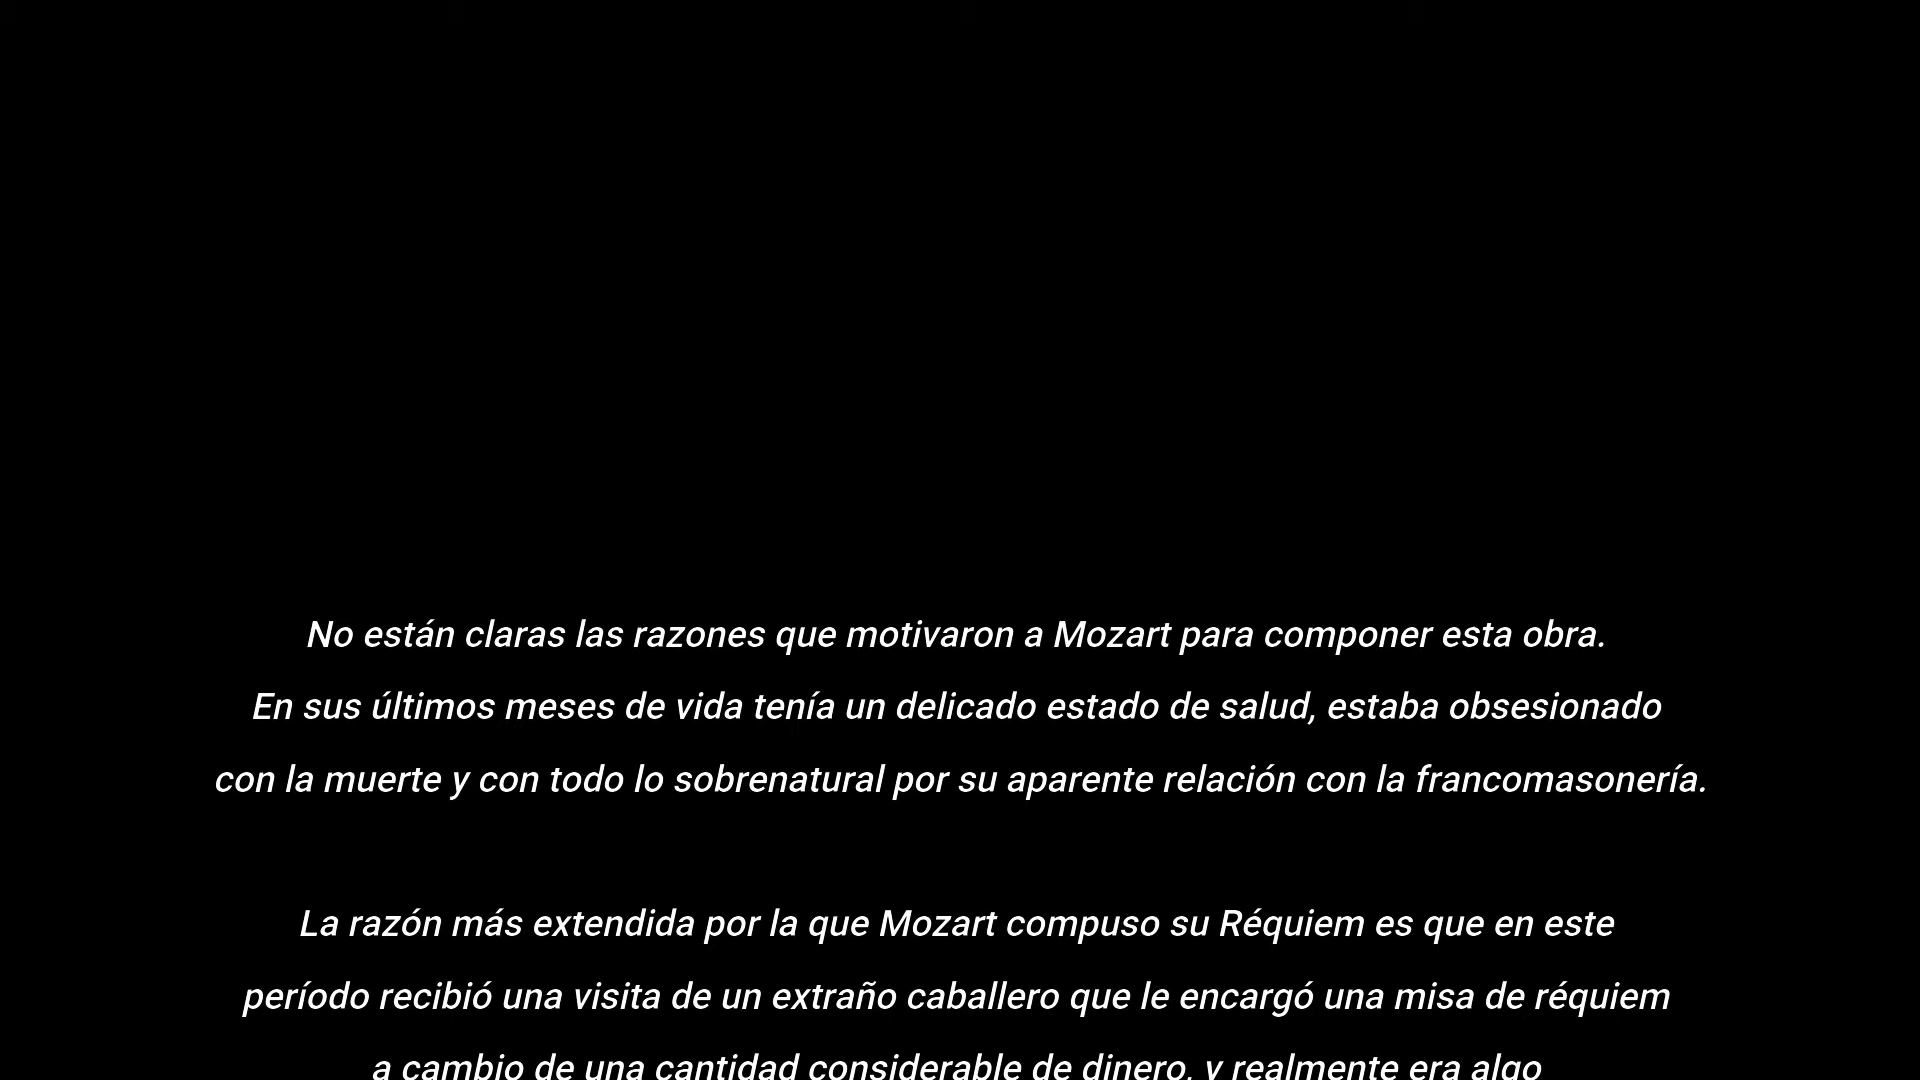 No están claras las razones que motivaron a Mozart para componer esta obra.
En sus últimos meses de vida tenía un delicado estado de salud, estaba obsesionado
con la muerte y con todo lo sobrenatural por su aparente relación con la francomasonería.
La razón más extendida por la que Mozart compuso su Réquiem es que en este
período recibió una visita de un extraño caballero que le encargó una misa de réquiem
a cambio de una cantidad considerable de dinero, y realmente era algo